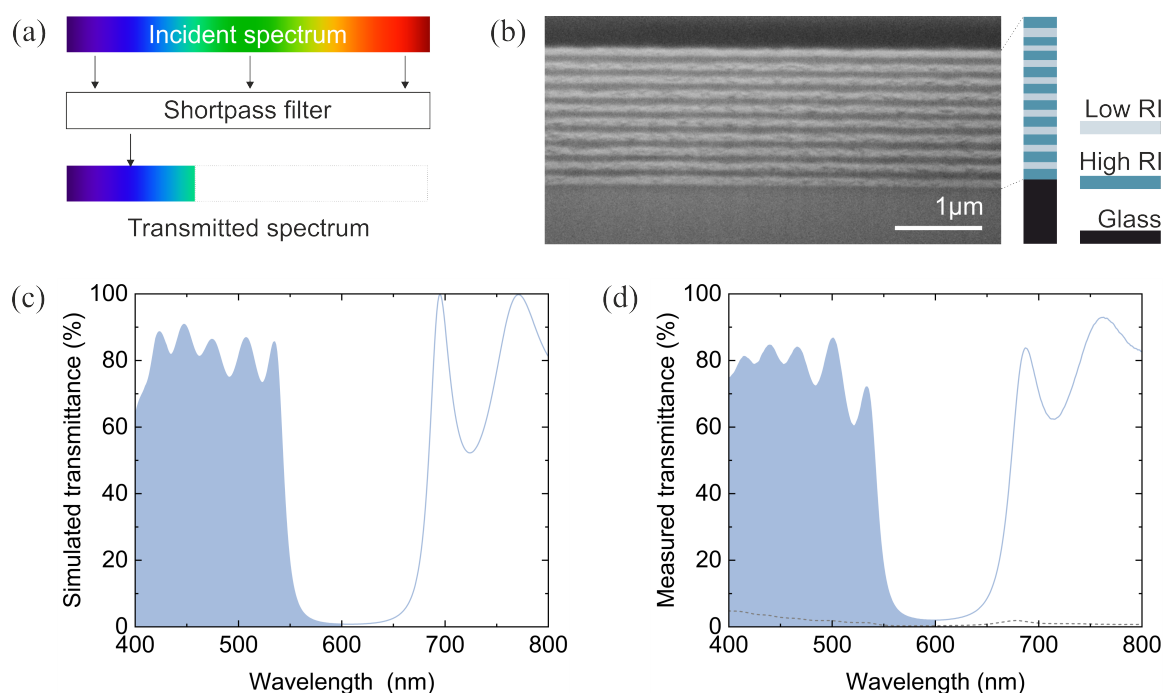 (a)
Incident spectrum
Shortpass filter
Transmitted spectrum
(b)
1μm
Low RI
High RI
Glass
(c)
Simulated transmittance (%)
100
80
60
40
20
0
400 500 600 700 800
Wavelength (nm)
(d)
Measured transmittance (%)
100
80
60
40
20
0
400 500 600 700 800
Wavelength (nm)